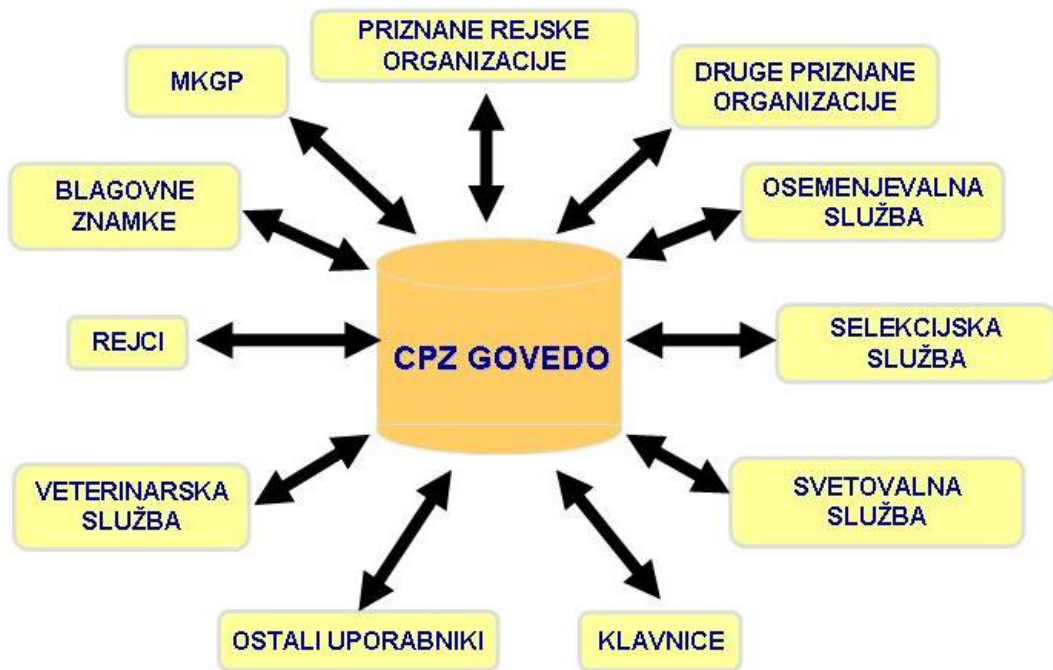 PRIZNANE REJSKE
ORGANIZACIJE
MKGP
DRUGE PRIZNANE
ORGANIZACIJE
BLAGOVNE
ZNAMKE
OSEMENJEVALNA
SLUŽBA
REJCI
CPZ GOVEDO
SELEKCIJSKA
SLUŽBA
VETERINARSKA
SLUŽBA
SVETOVALNA
SLUŽBA
OSTALI UPORABNIKI
KLAVNICE